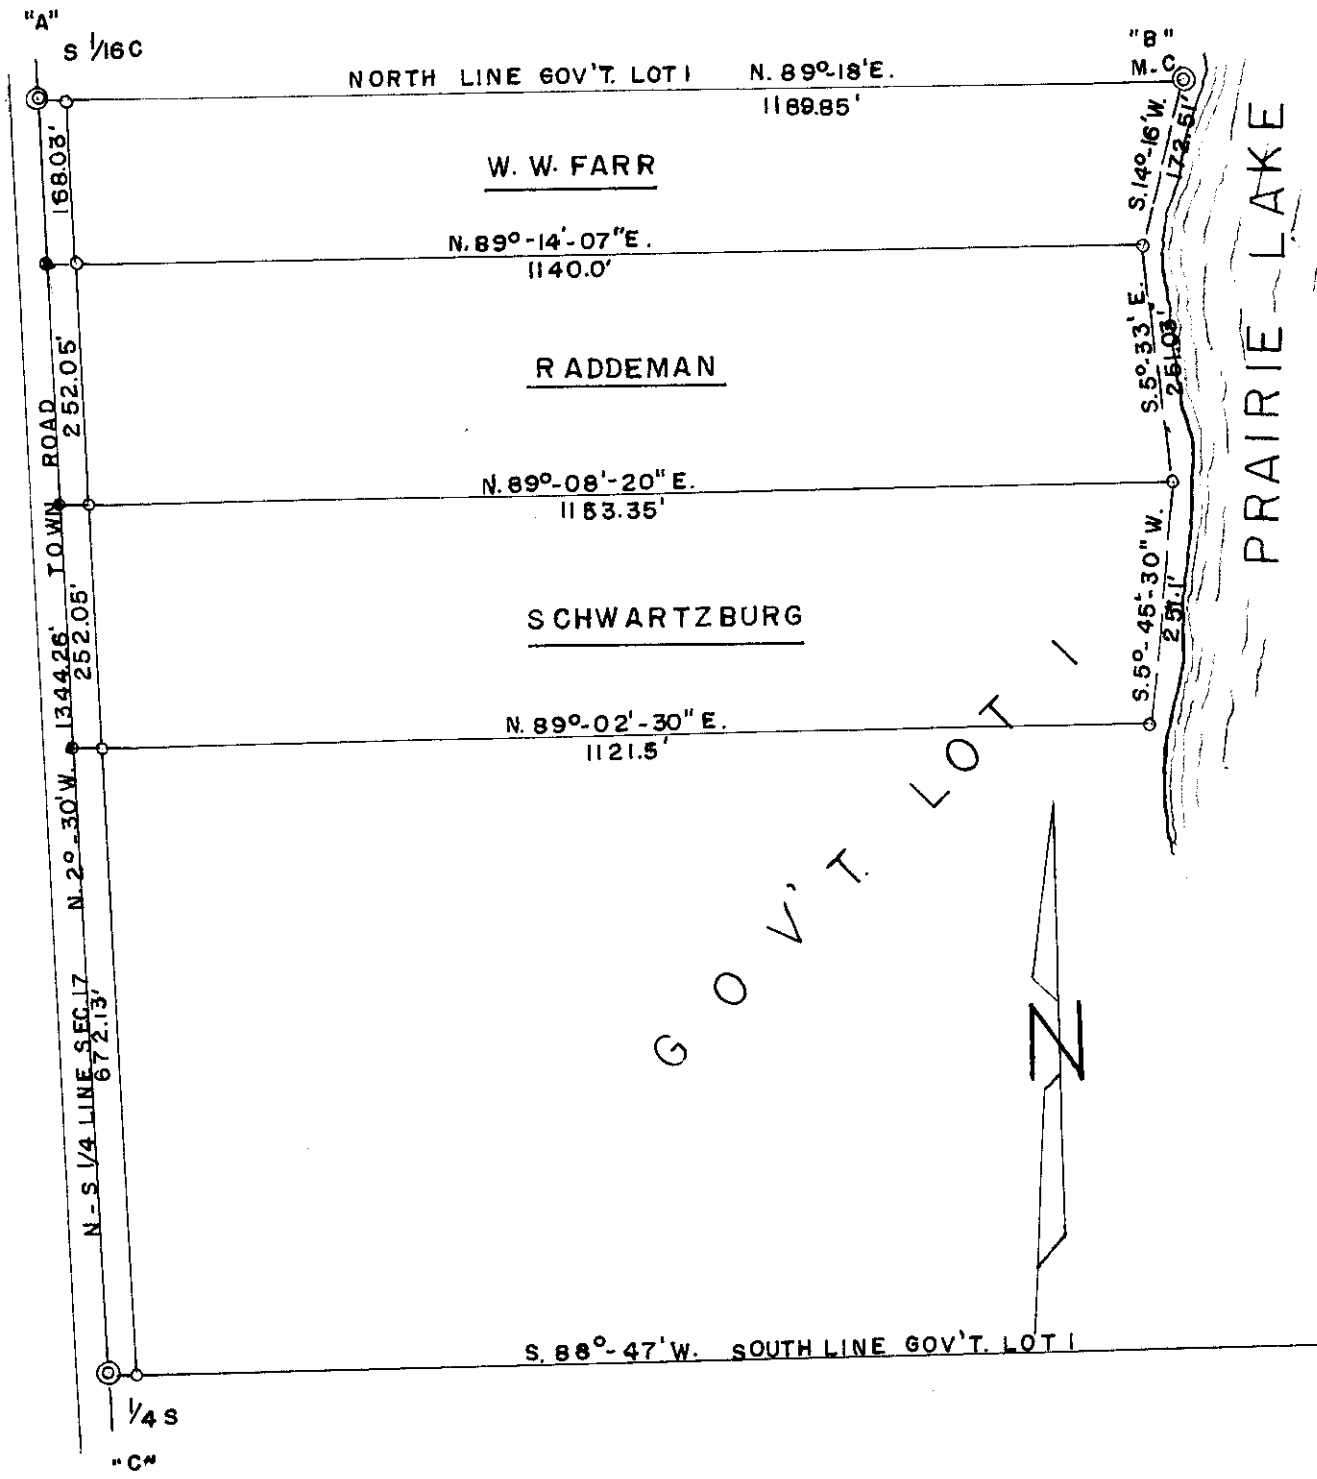 "A"
S 1/16 C
"B"
M.C.
NORTH LINE GOV'T. LOT 1 N. 89°-18'E.
1189.85'
168.03'
W. W. FARR
S. 14°-16'W.
172.51'
PRAIRIE LAKE
N. 89°-14'-07"E.
1140.0'
252.05'
RADDEMAN
S. 5°-33' E.
251.03'
TOWN ROAD
N. 89°-08'-20" E.
1163.35'
252.05'
SCHWARTZBURG
S. 5°-45'-30" W.
251.1'
N. 89°-02'-30" E.
1121.5'
N-S 1/4 LINE SEC. 17 N. 2°-30'W. 1344.26'
672.13'
GOV'T. LOT 1
N
S. 88°-47'W. SOUTH LINE GOV'T. LOT 1
1/4 S
"C"